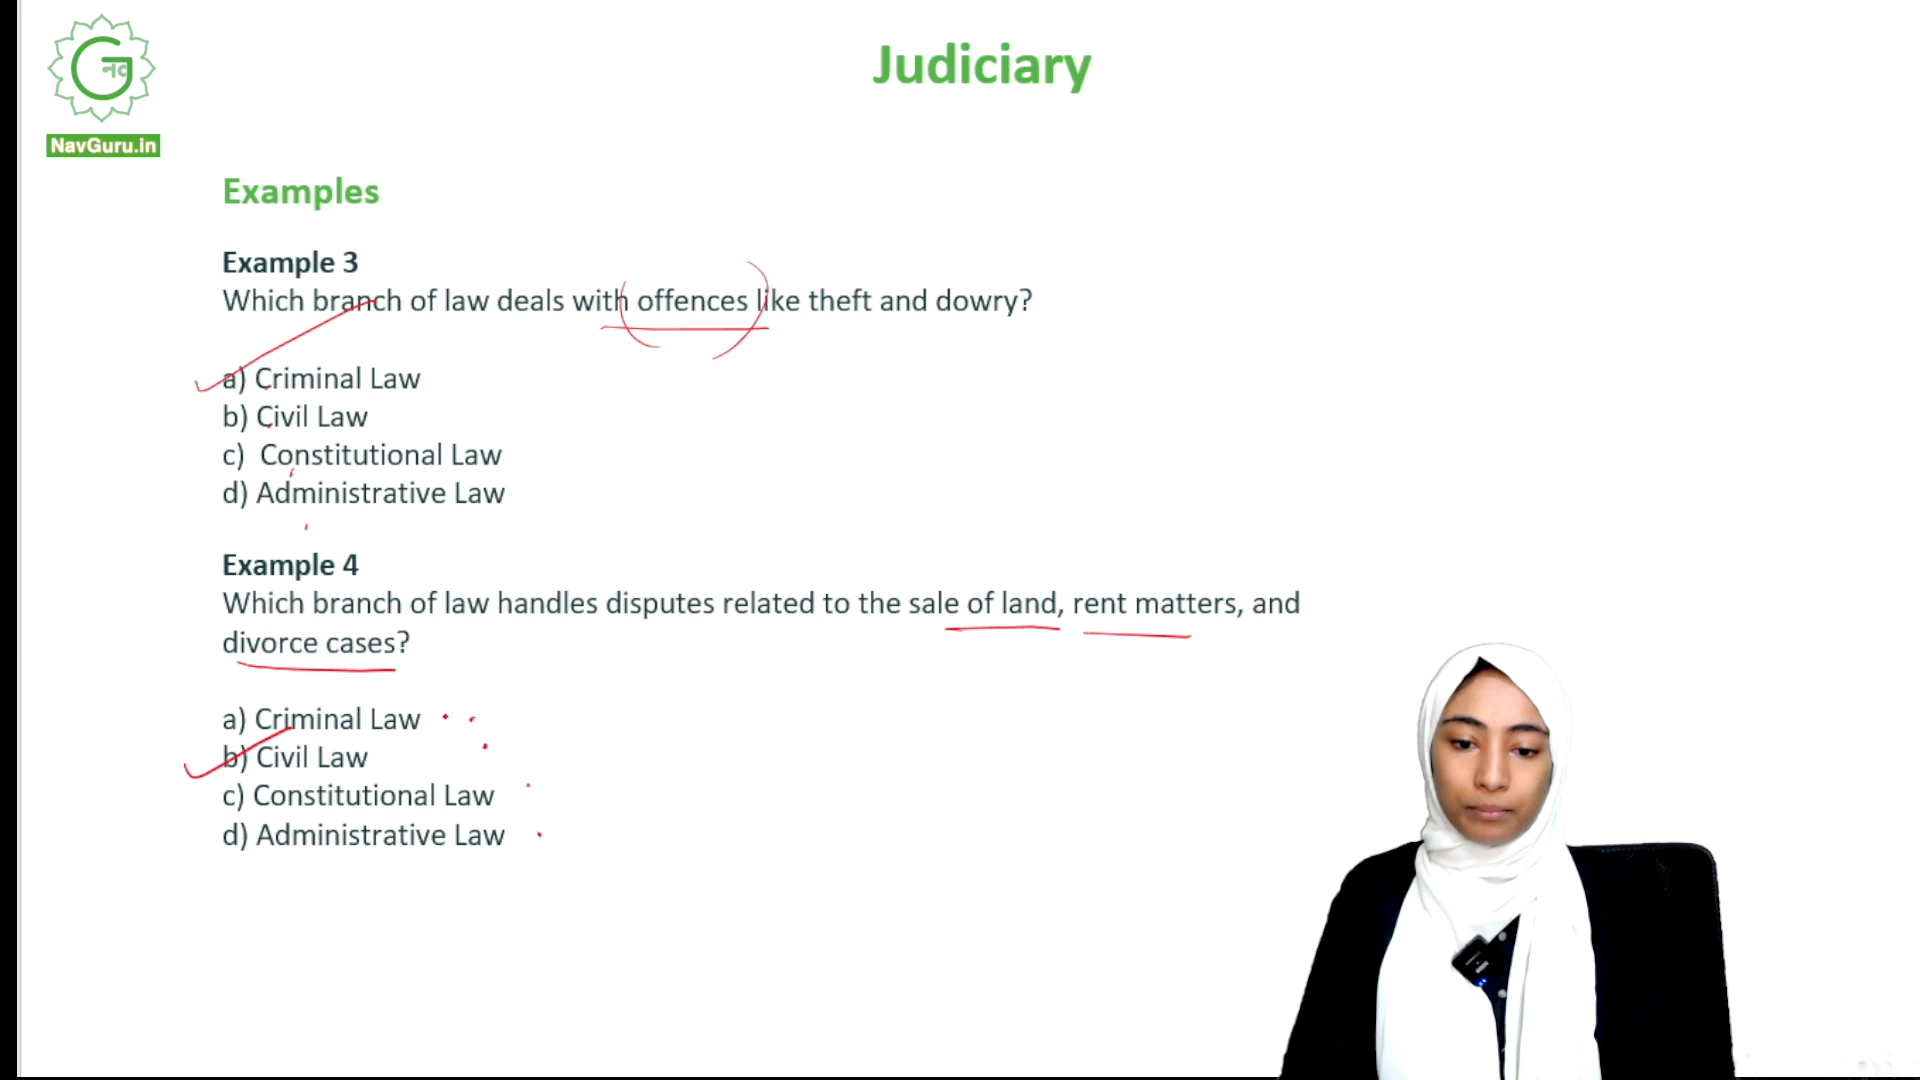 Judiciary
नव
NavGuru.in
Examples
Example 3
Which branch of law deals with offences like theft and dowry?
a) Criminal Law
b) Civil Law
c) Constitutional Law
d) Administrative Law
Example 4
Which branch of law handles disputes related to the sale of land, rent matters, and
divorce cases?
a) Criminal Law
b) Civil Law
c) Constitutional Law
d) Administrative Law